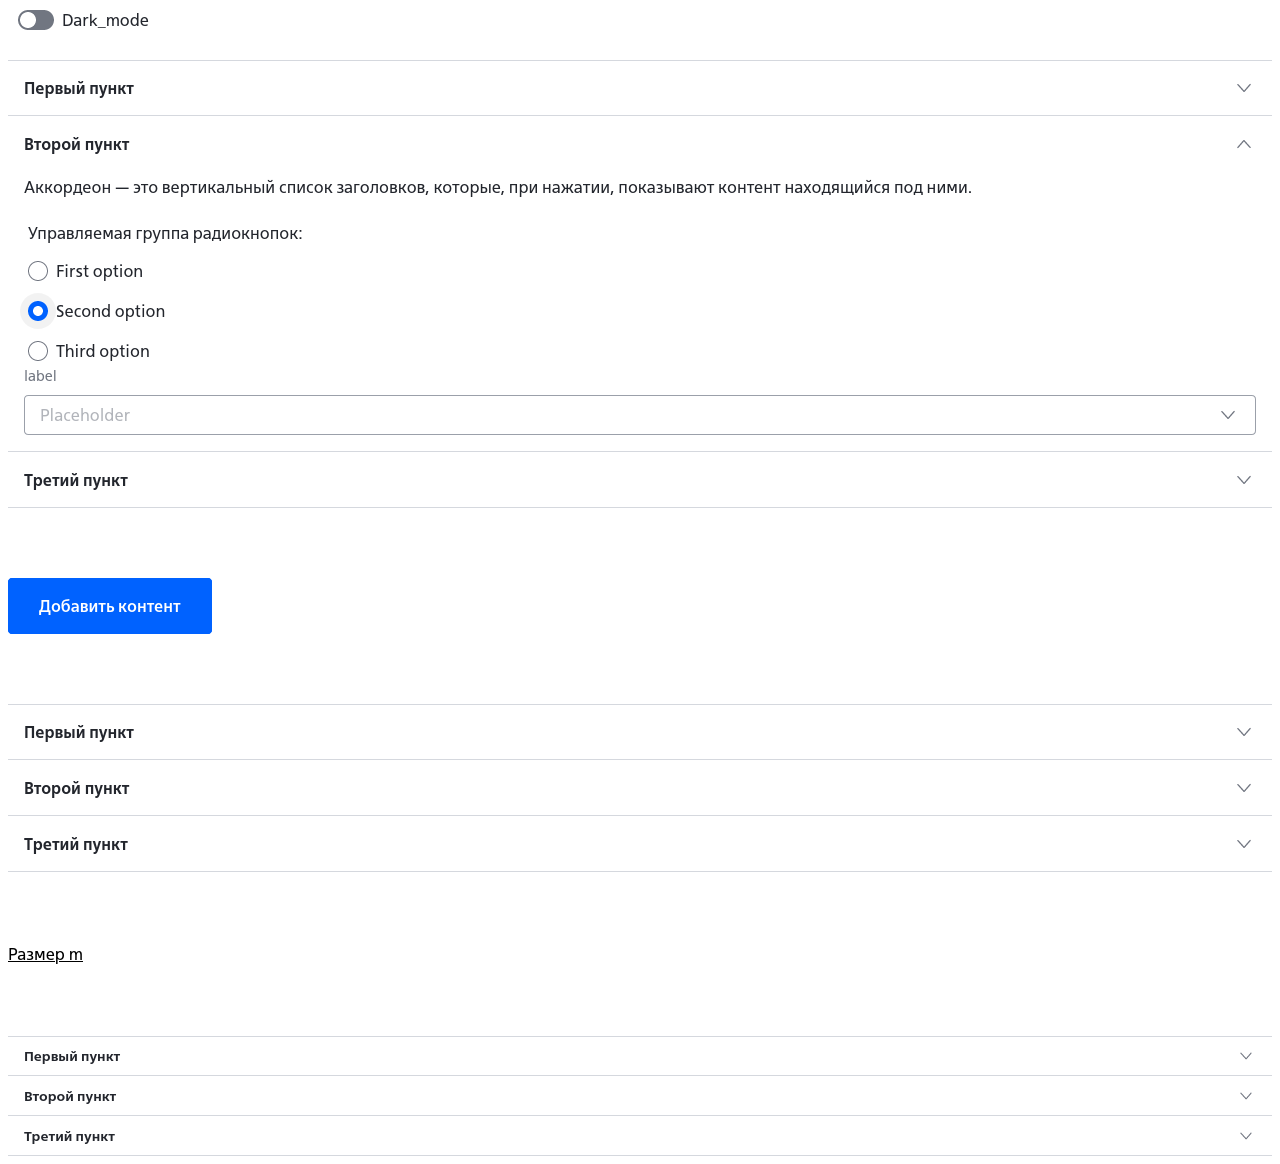 Dark_mode
Первый пункт
Второй пункт
Аккордеон — это вертикальный список заголовков, которые, при нажатии, показывают контент находящийся под ними.
Управляемая группа радиокнопок:
First option
Second option
Third option
label
Placeholder
Третий пункт
Добавить контент
Первый пункт
Второй пункт
Третий пункт
Размер m
Первый пункт
Второй пункт
Третий пункт